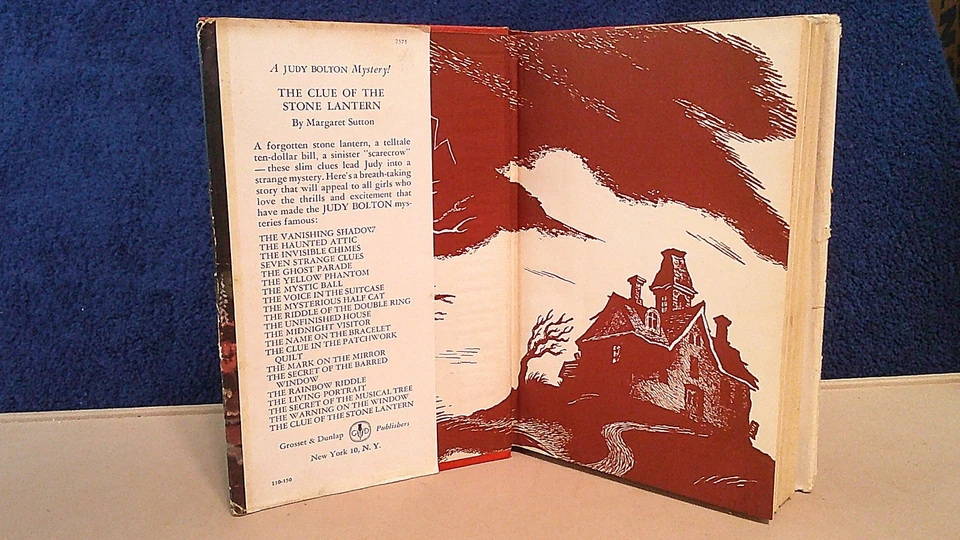 7575
A JUDY BOLTON Mystery!
THE CLUE OF THE
STONE LANTERN
By Margaret Sutton
A forgotten stone lantern, a telltale
ten-dollar bill, a sinister "scarecrow"
— these slim clues lead Judy into a
strange mystery. Here's a breath-taking
story that will appeal to all girls who
love the thrills and excitement that
have made the JUDY BOLTON mys-
teries famous:
THE VANISHING SHADOW
THE HAUNTED ATTIC
THE INVISIBLE CHIMES
SEVEN STRANGE CLUES
THE GHOST PARADE
THE YELLOW PHANTOM
THE MYSTIC BALL
THE VOICE IN THE SUITCASE
THE MYSTERIOUS HALF CAT
THE RIDDLE OF THE DOUBLE RING
THE UNFINISHED HOUSE
THE MIDNIGHT VISITOR
THE NAME ON THE BRACELET
THE CLUE IN THE PATCHWORK
QUILT
THE MARK ON THE MIRROR
THE SECRET OF THE BARRED
WINDOW
THE RAINBOW RIDDLE
THE LIVING PORTRAIT
THE SECRET OF THE MUSICAL TREE
THE WARNING ON THE WINDOW
THE CLUE OF THE STONE LANTERN
Grosset & Dunlap G&D Publishers
New York 10, N. Y.
110-150